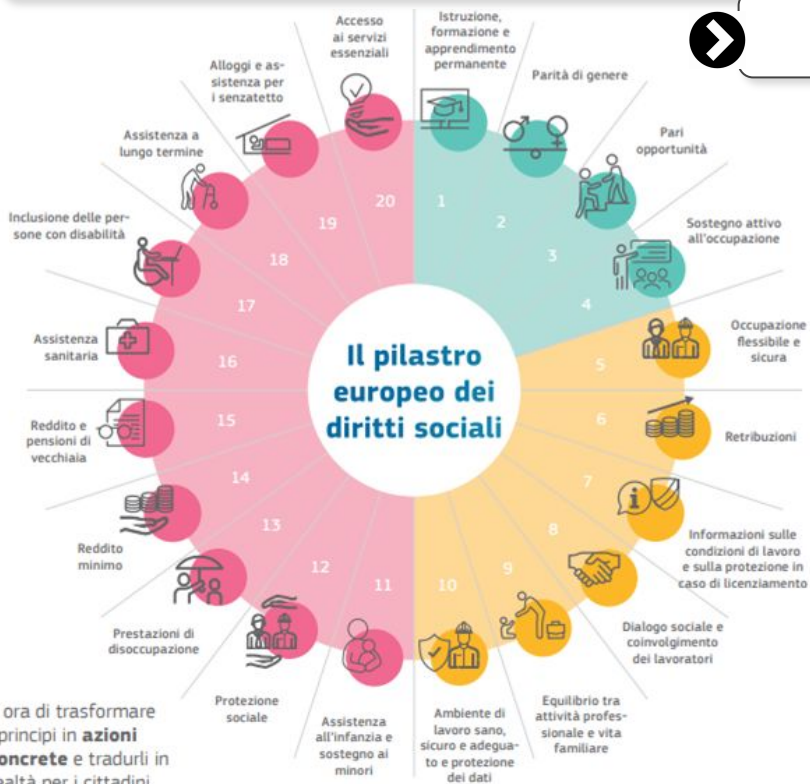 Accesso
ai servizi
essenziali
Istruzione,
formazione e
apprendimento
permanente
Parità di genere
Pari
opportunità
Sostegno attivo
all'occupazione
Occupazione
flessibile e
sicura
Retribuzioni
Informazioni sulle
condizioni di lavoro
e sulla protezione in
caso di licenziamento
Dialogo sociale e
coinvolgimento
dei lavoratori
Equilibrio tra
attività profes-
sionale e vita
familiare
Ambiente di
lavoro sano,
sicuro e adegua-
to e protezione
dei dati
Assistenza
all'infanzia e
sostegno ai
minori
Protezione
sociale
Prestazioni di
disoccupazione
Reddito
minimo
Reddito e
pensioni di
vecchiaia
Assistenza
sanitaria
Inclusione delle per-
sone con disabilità
Assistenza a
lungo termine
Alloggi e as-
sistenza per
i senzatetto
1
2
3
4
5
6
7
8
9
10
11
12
13
14
15
16
17
18
19
20
Il pilastro
europeo dei
diritti sociali
ora di trasformare
principi in azioni
oncrete e tradurli in
ealtà per i cittadini